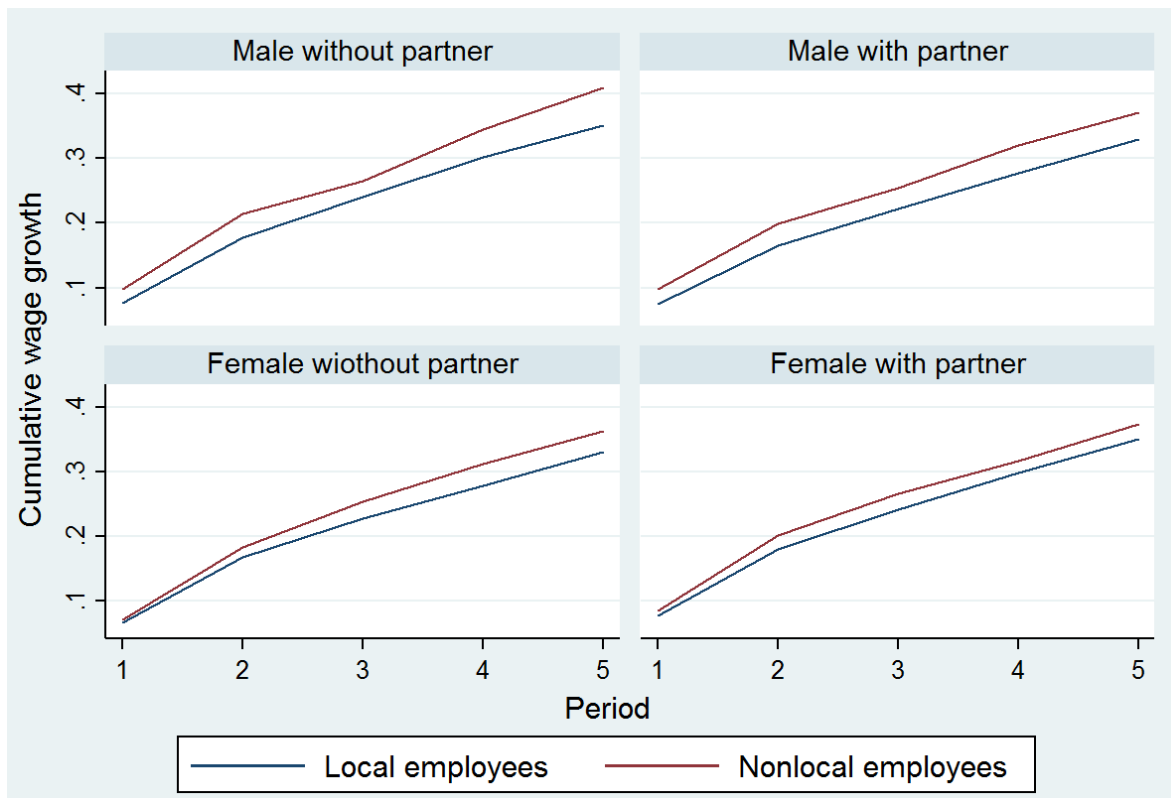 Male without partner
Male with partner
Cumulative wage growth
.4
.3
.2
.1
Female wiothout partner
Female with partner
.4
.3
.2
.1
1 2 3 4 5
1 2 3 4 5
Period
Local employees
Nonlocal employees